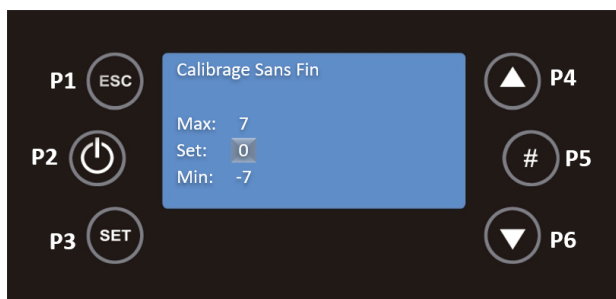 P1 ESC
P2
P3 SET
Calibrage Sans Fin
Max: 7
Set: 0
Min: -7
P4
# P5
P6